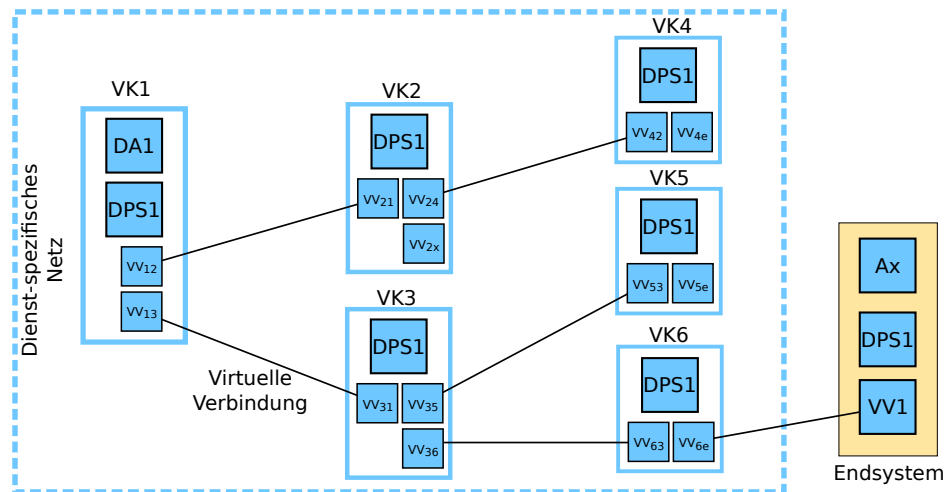 Dienst-spezifisches
Netz
VK1
DA1
DPS1
VV12
VV13
VK2
DPS1
VV21
VV24
VV2x
VK3
DPS1
VV31
VV35
VV36
Virtuelle
Verbindung
VK4
DPS1
VV42
VV4e
VK5
DPS1
VV53
VV5e
VK6
DPS1
VV63
VV6e
Ax
DPS1
VV1
Endsystem